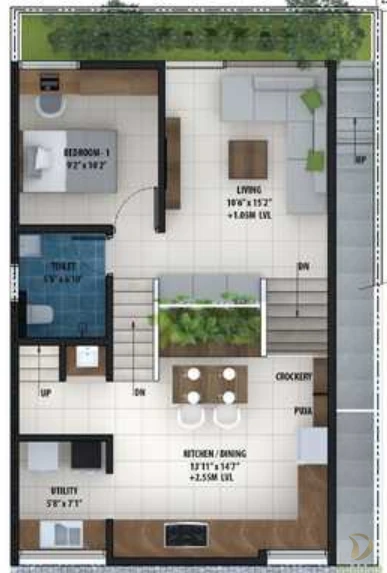 BEDROOM- 1
9'2" x 10'2"
UP
LIVING
10'6" x 15'2"
+1.05M LVL
TOILET
DN
UP
DN
CROCKERY
PUJA
KITCHEN / DINING
13'11" x 14'7"
+2.55M LVL
UTILITY
5'8" x 7'1"